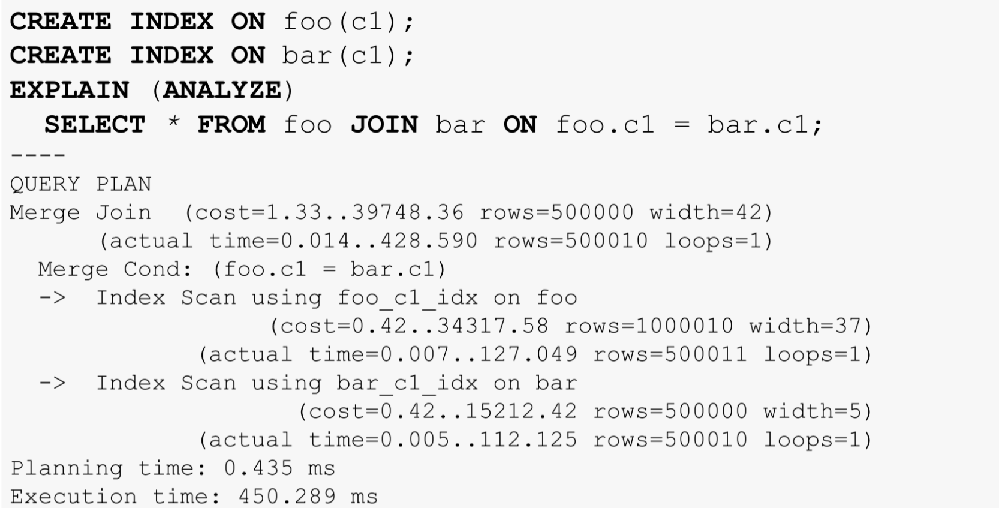 CREATE INDEX ON foo(c1);
CREATE INDEX ON bar(c1);
EXPLAIN (ANALYZE)
  SELECT * FROM foo JOIN bar ON foo.c1 = bar.c1;
----
QUERY PLAN
Merge Join  (cost=1.33..39748.36 rows=500000 width=42)
      (actual time=0.014..428.590 rows=500010 loops=1)
  Merge Cond: (foo.c1 = bar.c1)
  ->  Index Scan using foo_c1_idx on foo
                  (cost=0.42..34317.58 rows=1000010 width=37)
             (actual time=0.007..127.049 rows=500011 loops=1)
  ->  Index Scan using bar_c1_idx on bar
                    (cost=0.42..15212.42 rows=500000 width=5)
             (actual time=0.005..112.125 rows=500010 loops=1)
Planning time: 0.435 ms
Execution time: 450.289 ms